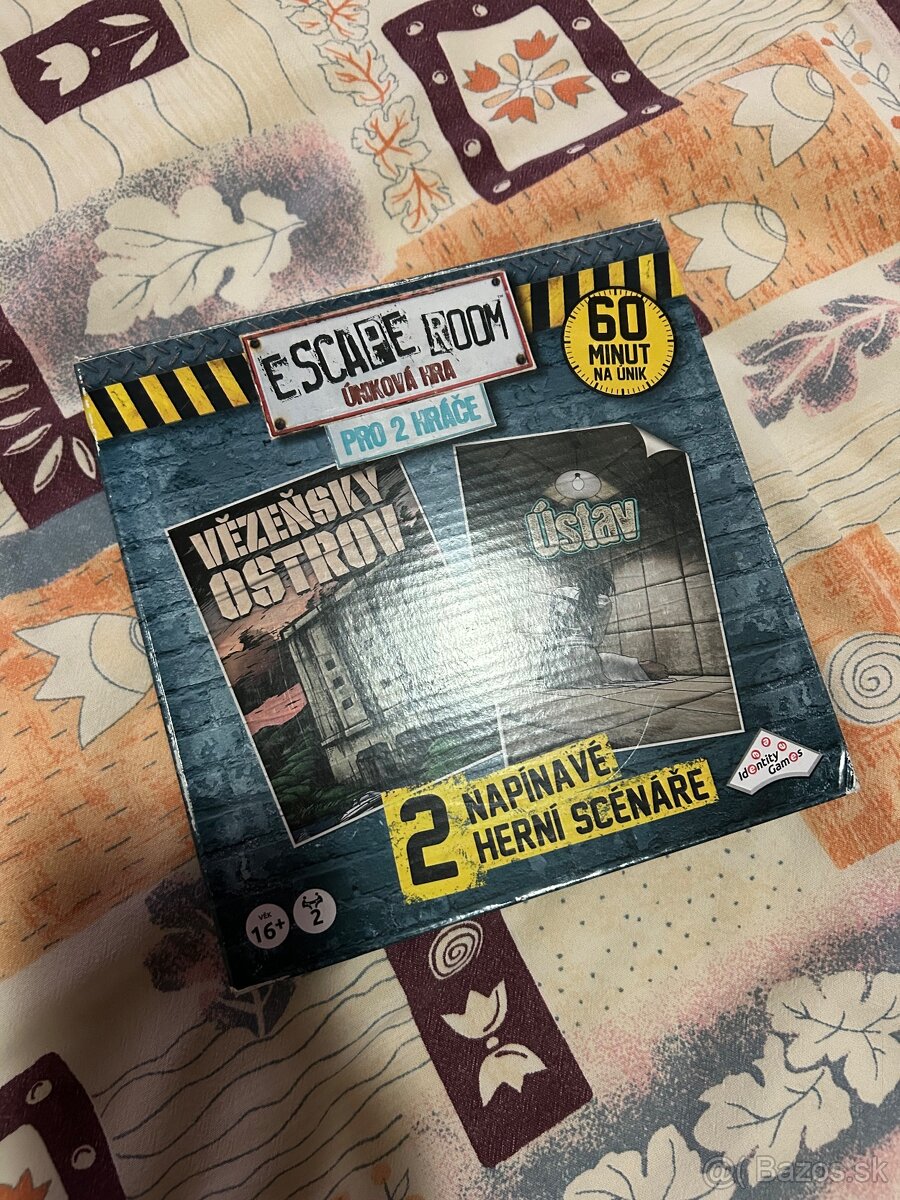 ESCAPE ROOM
ÚNIKOVÁ HRA
PRO 2 HRÁČE
60
MINUT
NA ÚNIK
VĚZEŇSKÝ
OSTROV
Ústav
2 NAPÍNAVÉ
HERNÍ SCÉNÁŘE
Identity
Games
VĚK
16+
2
@ Bazos.sk